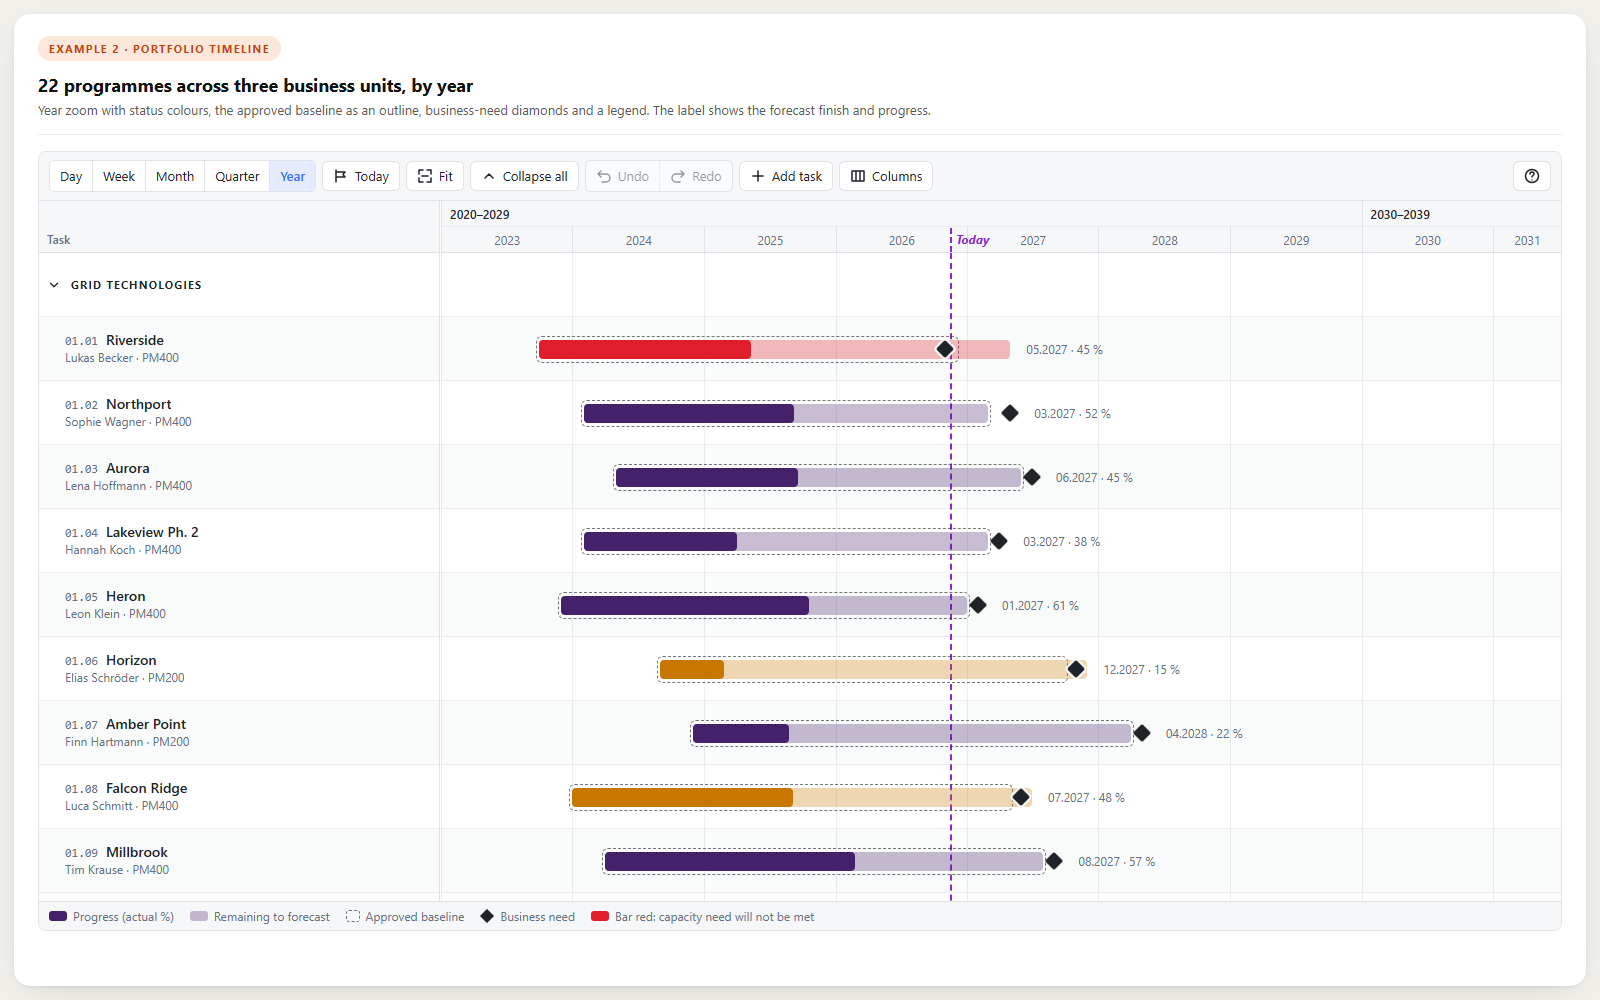 EXAMPLE 2 · PORTFOLIO TIMELINE
22 programmes across three business units, by year
Year zoom with status colours, the approved baseline as an outline, business-need diamonds and a legend. The label shows the forecast finish and progress.
Day Week Month Quarter Year Today Fit Collapse all Undo Redo Add task Columns
2020–2029 2030–2039
Task 2023 2024 2025 2026 Today 2027 2028 2029 2030 2031
GRID TECHNOLOGIES
01.01 Riverside
Lukas Becker · PM400
05.2027 · 45 %
01.02 Northport
Sophie Wagner · PM400
03.2027 · 52 %
01.03 Aurora
Lena Hoffmann · PM400
06.2027 · 45 %
01.04 Lakeview Ph. 2
Hannah Koch · PM400
03.2027 · 38 %
01.05 Heron
Leon Klein · PM400
01.2027 · 61 %
01.06 Horizon
Elias Schröder · PM200
12.2027 · 15 %
01.07 Amber Point
Finn Hartmann · PM200
04.2028 · 22 %
01.08 Falcon Ridge
Luca Schmitt · PM400
07.2027 · 48 %
01.09 Millbrook
Tim Krause · PM400
08.2027 · 57 %
Progress (actual %) Remaining to forecast Approved baseline Business need Bar red: capacity need will not be met